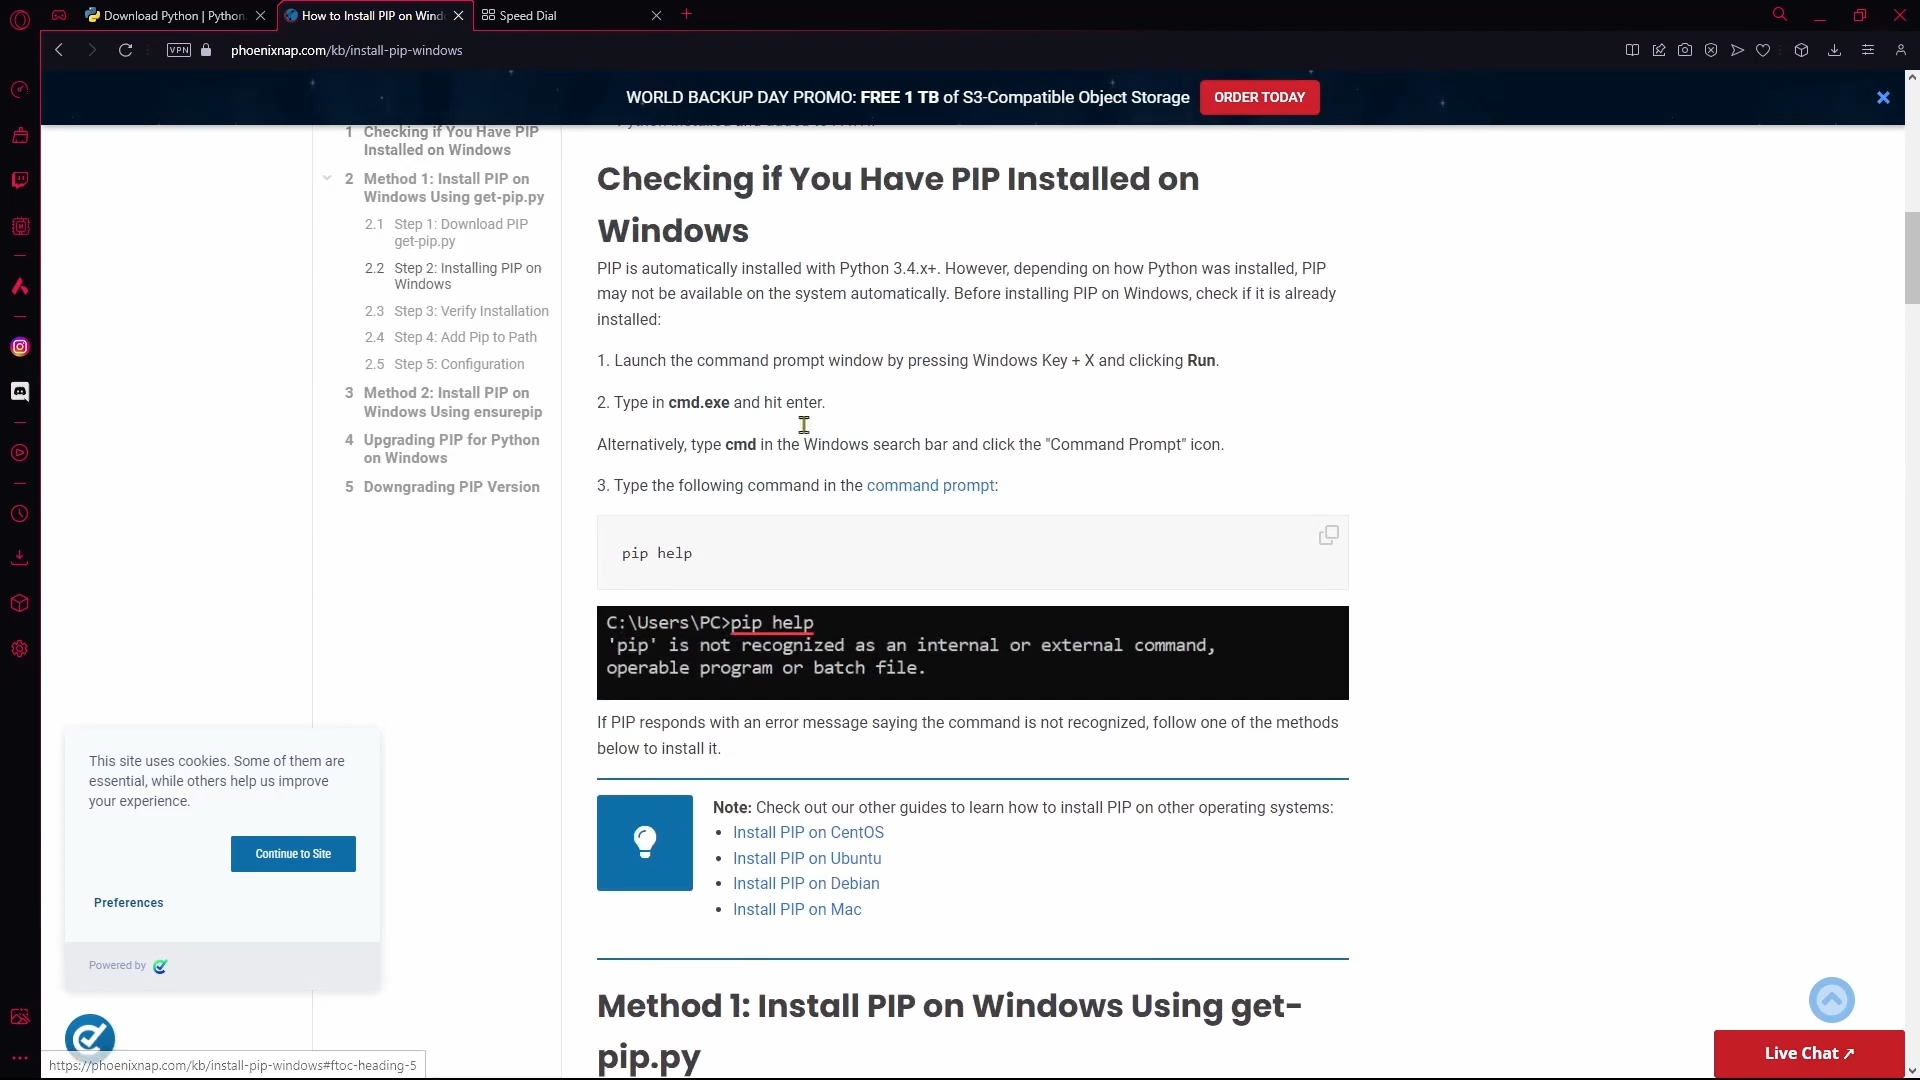 Download Python | Python.
How to Install PIP on Wind
Speed Dial
VPN
phoenixnap.com/kb/install-pip-windows
WORLD BACKUP DAY PROMO: FREE 1 TB of S3-Compatible Object Storage
ORDER TODAY
1 Checking if You Have PIP
Installed on Windows
2 Method 1: Install PIP on
Windows Using get-pip.py
2.1 Step 1: Download PIP
get-pip.py
2.2 Step 2: Installing PIP on
Windows
2.3 Step 3: Verify Installation
2.4 Step 4: Add Pip to Path
2.5 Step 5: Configuration
3 Method 2: Install PIP on
Windows Using ensurepip
4 Upgrading PIP for Python
on Windows
5 Downgrading PIP Version
Checking if You Have PIP Installed on
Windows
PIP is automatically installed with Python 3.4.x+. However, depending on how Python was installed, PIP
may not be available on the system automatically. Before installing PIP on Windows, check if it is already
installed:
1. Launch the command prompt window by pressing Windows Key + X and clicking Run.
2. Type in cmd.exe and hit enter.
Alternatively, type cmd in the Windows search bar and click the "Command Prompt" icon.
3. Type the following command in the command prompt:
pip help
C:\Users\PC>pip help
'pip' is not recognized as an internal or external command,
operable program or batch file.
If PIP responds with an error message saying the command is not recognized, follow one of the methods
below to install it.
Note: Check out our other guides to learn how to install PIP on other operating systems:
• Install PIP on CentOS
• Install PIP on Ubuntu
• Install PIP on Debian
• Install PIP on Mac
Method 1: Install PIP on Windows Using get-
pip.py
This site uses cookies. Some of them are
essential, while others help us improve
your experience.
Continue to Site
Preferences
Powered by
Live Chat ↗
https://phoenixnap.com/kb/install-pip-windows#ftoc-heading-5